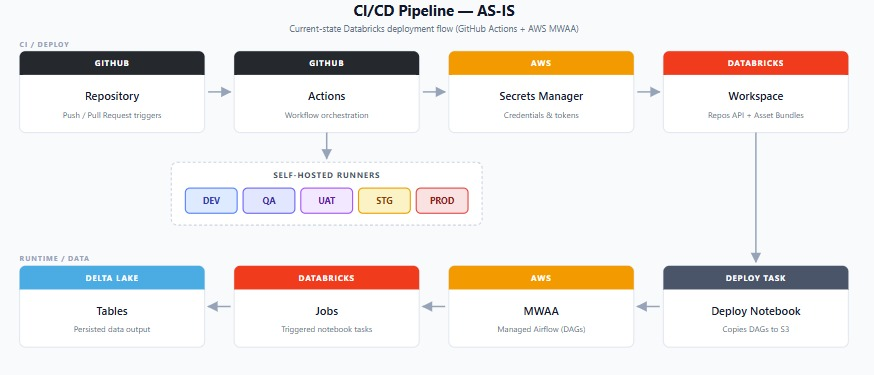 CI/CD Pipeline — AS-IS
Current-state Databricks deployment flow (GitHub Actions + AWS MWAA)
CI / DEPLOY
GITHUB
Repository
Push / Pull Request triggers
GITHUB
Actions
Workflow orchestration
AWS
Secrets Manager
Credentials & tokens
DATABRICKS
Workspace
Repos API + Asset Bundles
SELF-HOSTED RUNNERS
DEV
QA
UAT
STG
PROD
RUNTIME / DATA
DELTA LAKE
Tables
Persisted data output
DATABRICKS
Jobs
Triggered notebook tasks
AWS
MWAA
Managed Airflow (DAGs)
DEPLOY TASK
Deploy Notebook
Copies DAGs to S3